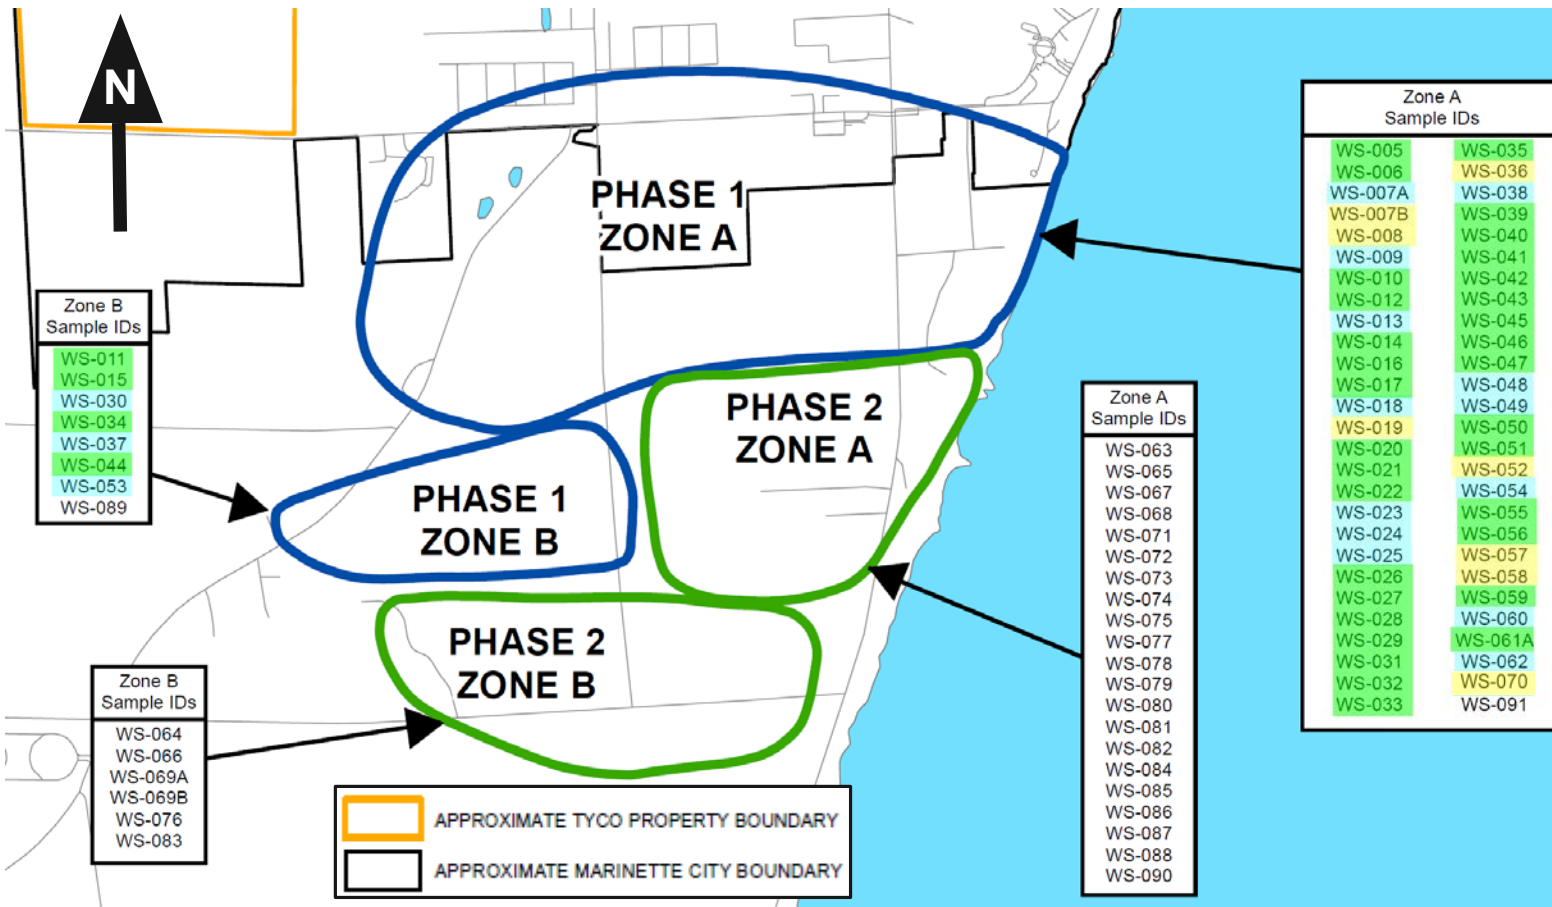 N
PHASE 1
ZONE A
PHASE 2
ZONE A
PHASE 1
ZONE B
PHASE 2
ZONE B
Zone B
Sample IDs
WS-011
WS-015
WS-030
WS-034
WS-037
WS-044
WS-053
WS-089
Zone B
Sample IDs
WS-064
WS-066
WS-069A
WS-069B
WS-076
WS-083
APPROXIMATE TYCO PROPERTY BOUNDARY
APPROXIMATE MARINETTE CITY BOUNDARY
Zone A
Sample IDs
WS-063
WS-065
WS-067
WS-068
WS-071
WS-072
WS-073
WS-074
WS-075
WS-077
WS-078
WS-079
WS-080
WS-081
WS-082
WS-084
WS-085
WS-086
WS-087
WS-088
WS-090
Zone A
Sample IDs
WS-005 WS-035
WS-006 WS-036
WS-007A WS-038
WS-007B WS-039
WS-008 WS-040
WS-009 WS-041
WS-010 WS-042
WS-012 WS-043
WS-013 WS-045
WS-014 WS-046
WS-016 WS-047
WS-017 WS-048
WS-018 WS-049
WS-019 WS-050
WS-020 WS-051
WS-021 WS-052
WS-022 WS-054
WS-023 WS-055
WS-024 WS-056
WS-025 WS-057
WS-026 WS-058
WS-027 WS-059
WS-028 WS-060
WS-029 WS-061A
WS-031 WS-062
WS-032 WS-070
WS-033 WS-091